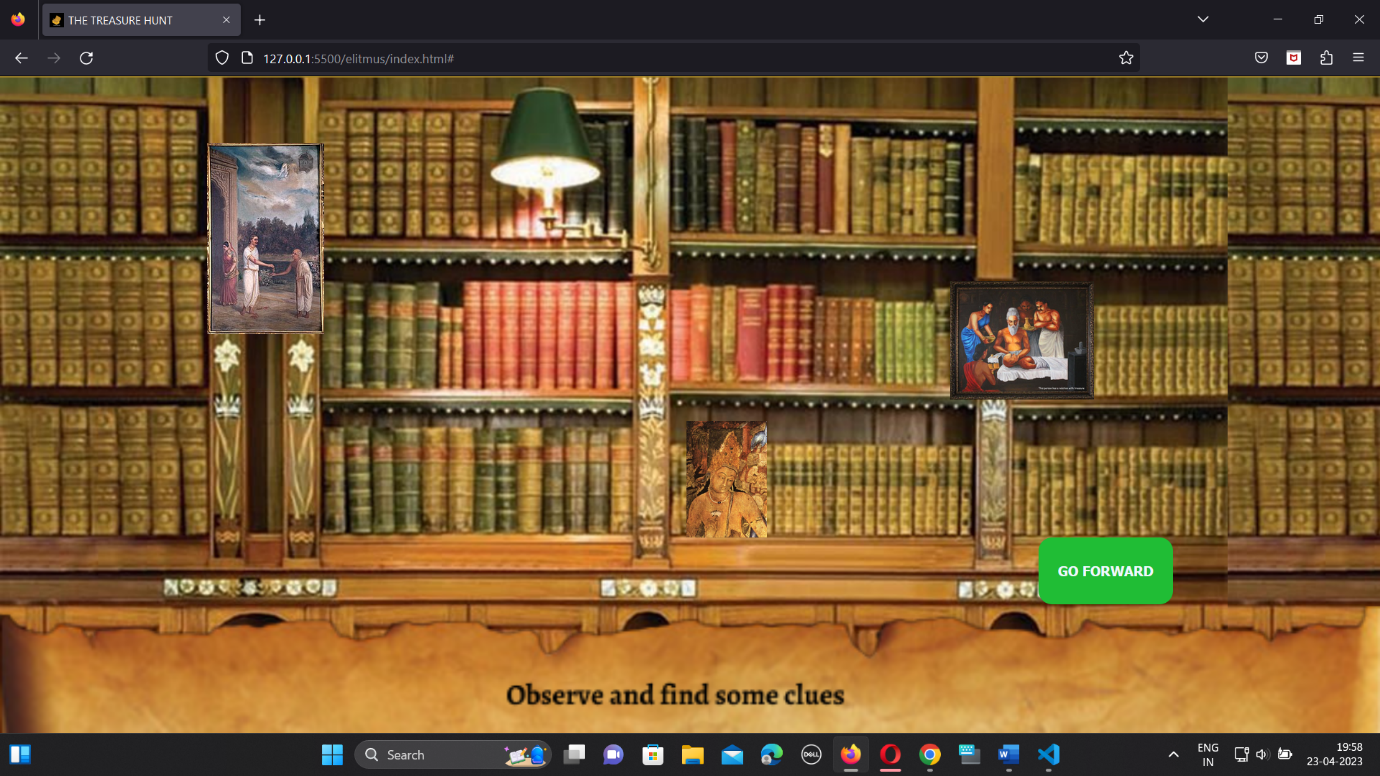 THE TREASURE HUNT
127.0.0.1:5500/elitmus/index.html#
GO FORWARD
Observe and find some clues
Search
DELL
W
ENG
IN
19:58
23-04-2023